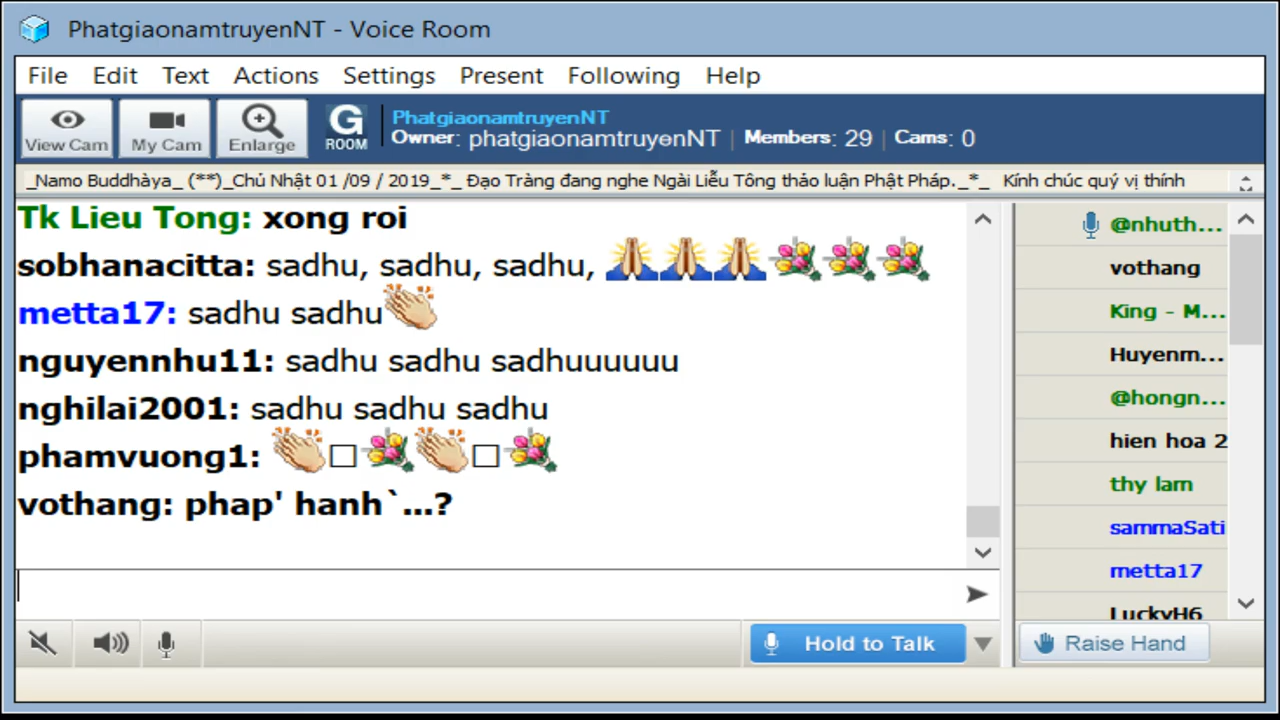 PhatgiaonamtruyenNT - Voice Room
File Edit Text Actions Settings Present Following Help
View Cam My Cam Enlarge G ROOM
PhatgiaonamtruyenNT
Owner: phatgiaonamtruyenNT | Members: 29 | Cams: 0
_Namo Buddhàya_ (**)_Chủ Nhật 01 /09 / 2019_*_ Đạo Tràng đang nghe Ngài Liễu Tông thảo luận Phật Pháp._*_ Kính chúc quý vị thính
Tk Lieu Tong: xong roi
sobhanacitta: sadhu, sadhu, sadhu,
metta17: sadhu sadhu
nguyennhu11: sadhu sadhu sadhuuuuuu
nghilai2001: sadhu sadhu sadhu
phamvuong1:
vothang: phap' hanh`...?
@nhuth...
vothang
King - M...
Huyenm...
@hongn...
hien hoa 2
thy lam
sammaSati
metta17
LuckyH6
Hold to Talk
Raise Hand